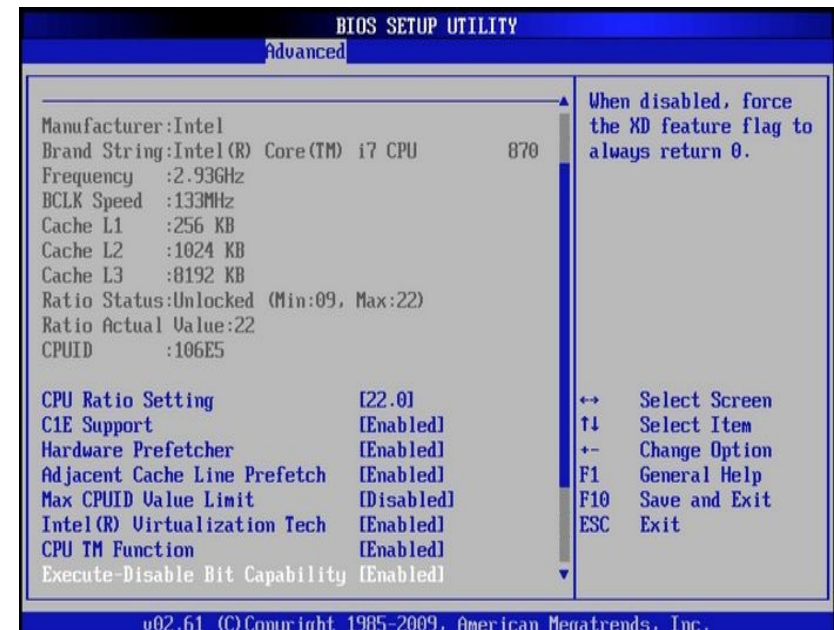 BIOS SETUP UTILITY
Advanced
Manufacturer:Intel
Brand String:Intel(R) Core(TM) i7 CPU 870
Frequency :2.93GHz
BCLK Speed :133MHz
Cache L1 :256 KB
Cache L2 :1024 KB
Cache L3 :8192 KB
Ratio Status:Unlocked (Min:09, Max:22)
Ratio Actual Value:22
CPUID :106E5
CPU Ratio Setting [22.0]
C1E Support [Enabled]
Hardware Prefetcher [Enabled]
Adjacent Cache Line Prefetch [Enabled]
Max CPUID Value Limit [Disabled]
Intel(R) Virtualization Tech [Enabled]
CPU TM Function [Enabled]
Execute-Disable Bit Capability [Enabled]
When disabled, force
the XD feature flag to
always return 0.
↔ Select Screen
↑↓ Select Item
+- Change Option
F1 General Help
F10 Save and Exit
ESC Exit
v02.61 (C)Copyright 1985-2009, American Megatrends, Inc.